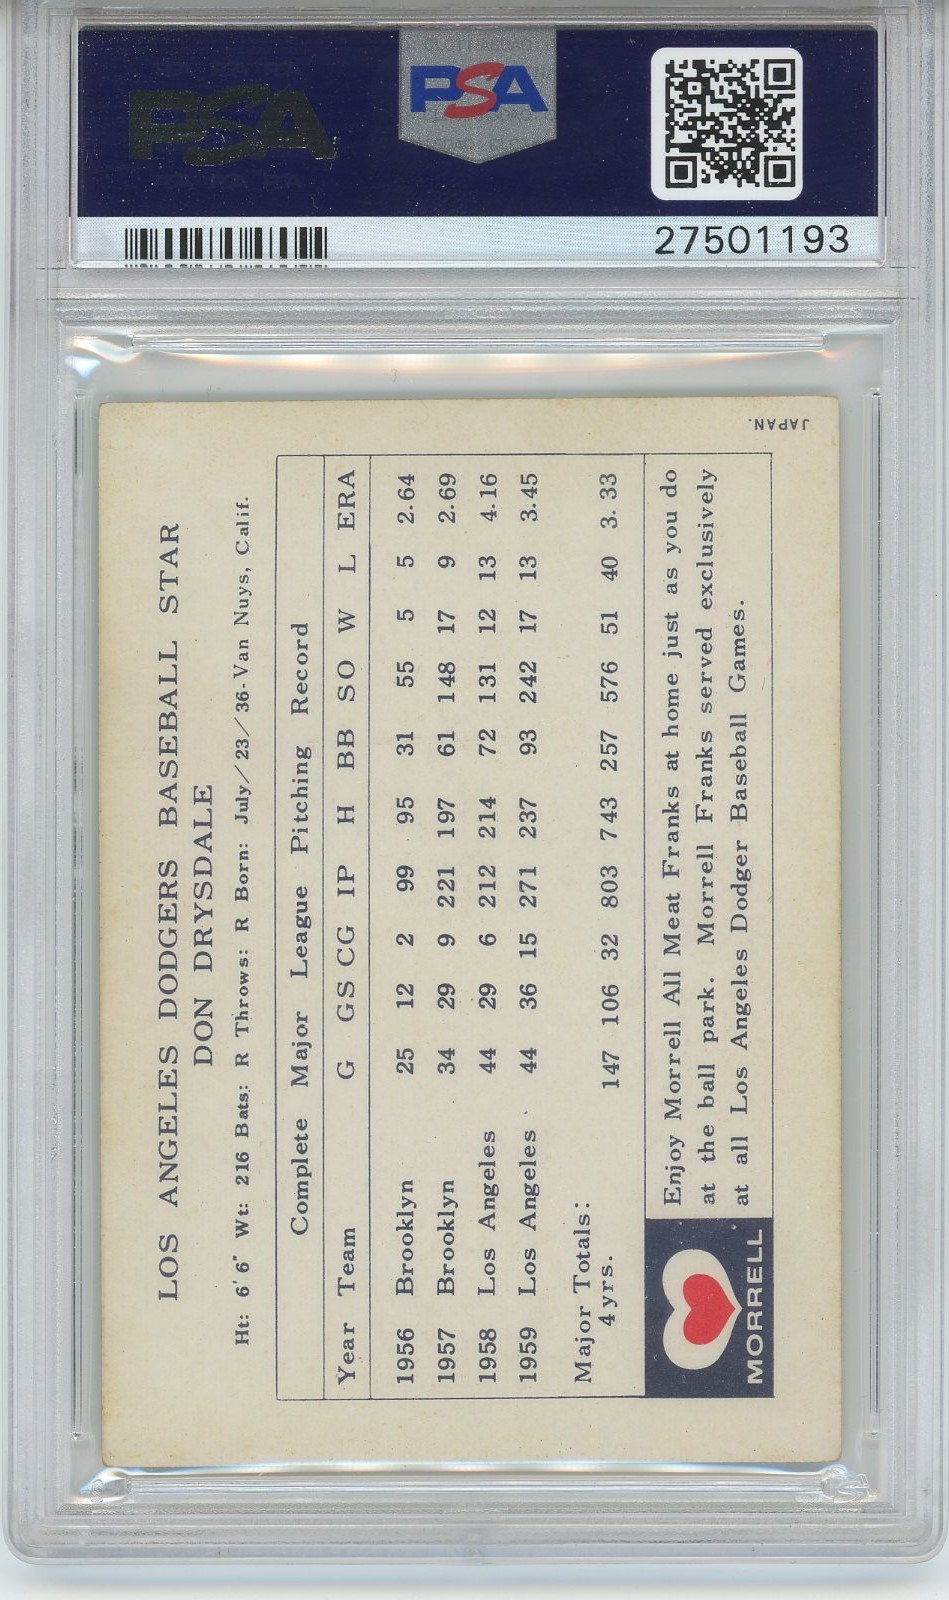 PSA
PSA
27501193
JAPAN.
LOS ANGELES DODGERS BASEBALL STAR
DON DRYSDALE
Ht: 6′ 6″ Wt: 216 Bats: R Throws: R Born: July/23/36-Van Nuys, Calif.
Complete Major League Pitching Record
Year Team G GS CG IP H BB SO W L ERA
1956 Brooklyn 25 12 2 99 95 31 55 5 5 2.64
1957 Brooklyn 34 29 9 221 197 61 148 17 9 2.69
1958 Los Angeles 44 29 6 212 214 72 131 12 13 4.16
1959 Los Angeles 44 36 15 271 237 93 242 17 13 3.45
Major Totals:
4yrs. 147 106 32 803 743 257 576 51 40 3.33
MORRELL
Enjoy Morrell All Meat Franks at home just as you do
at the ball park. Morrell Franks served exclusively
at all Los Angeles Dodger Baseball Games.